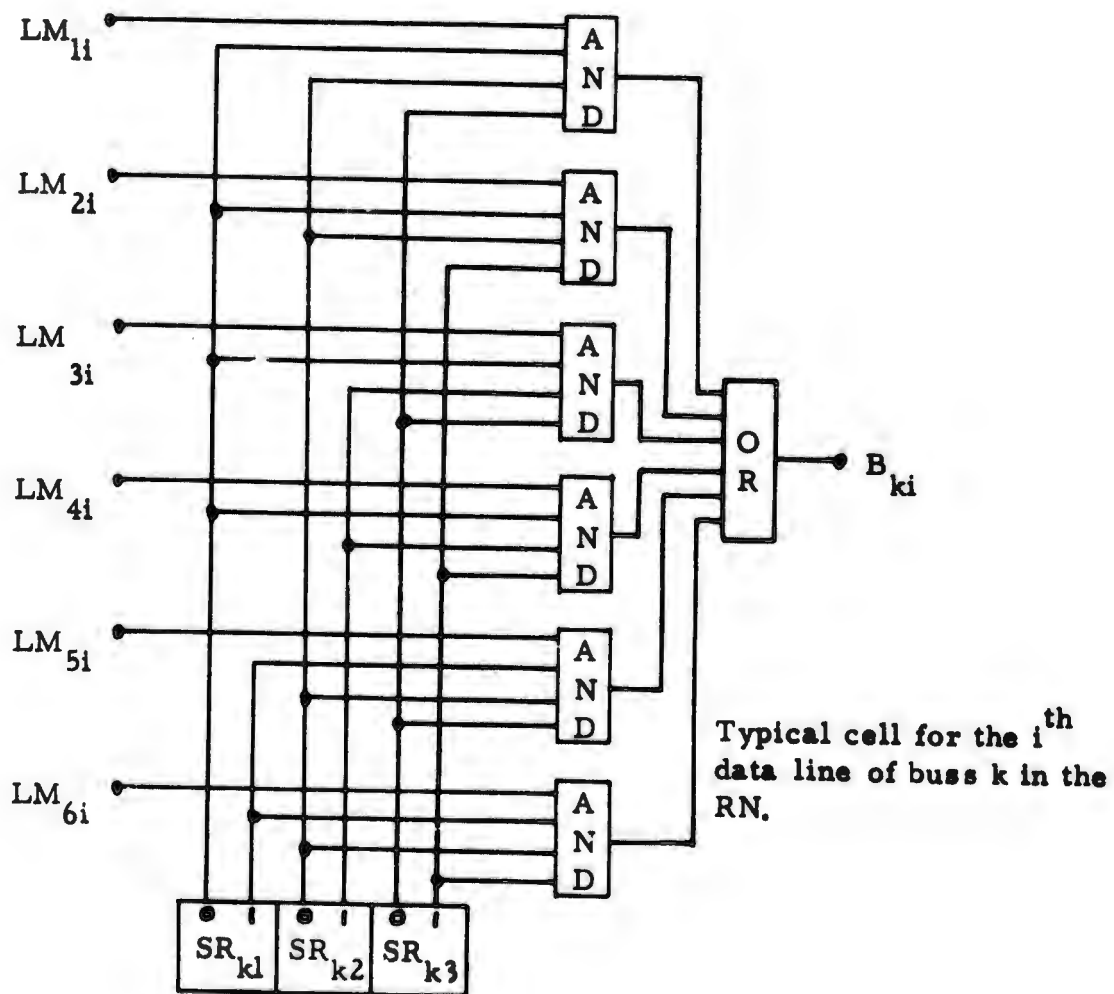 LM1i
AND
LM2i
AND
LM3i
AND
LM4i
AND
LM5i
AND
LM6i
AND
OR
Bki
Typical cell for the ith
data line of buss k in the
RN.
0 1 0 1 0 1
SRk1 SRk2 SRk3